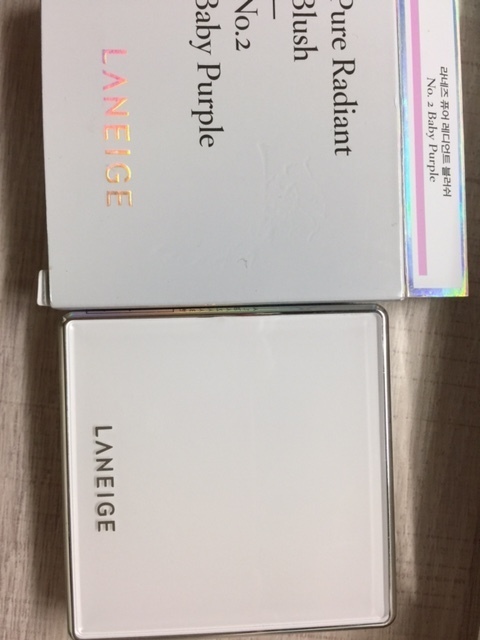 라네즈 퓨어 래디언트 블러쉬
No. 2 Baby Purple
Pure Radiant
Blush
No.2
Baby Purple
LANEIGE
LANEIGE